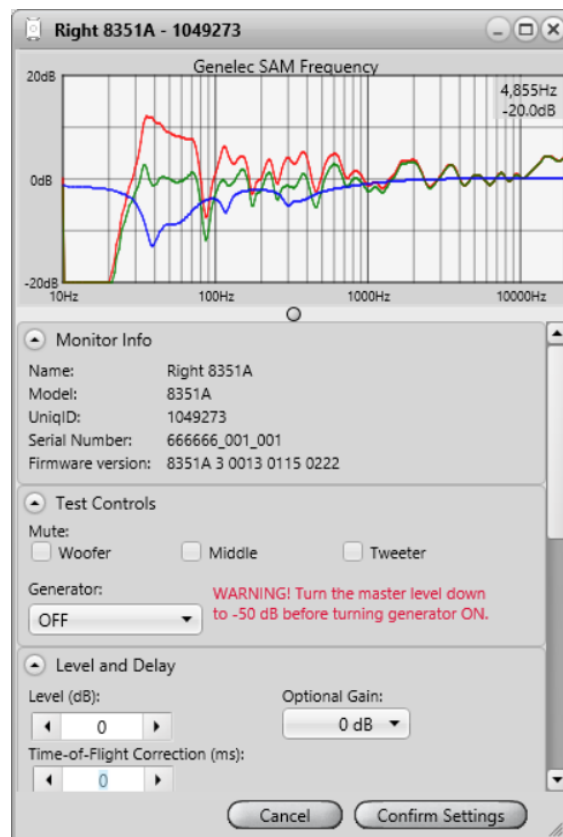 Right 8351A - 1049273
Genelec SAM Frequency
20dB
4,855Hz
-20.0dB
0dB
-20dB
10Hz 100Hz 1000Hz 10000Hz
Monitor Info
Name: Right 8351A
Model: 8351A
UniqID: 1049273
Serial Number: 666666_001_001
Firmware version: 8351A 3 0013 0115 0222
Test Controls
Mute:
Woofer Middle Tweeter
Generator:
WARNING! Turn the master level down
to -50 dB before turning generator ON.
OFF
Level and Delay
Level (dB): Optional Gain:
0 0 dB
Time-of-Flight Correction (ms):
0
Cancel Confirm Settings